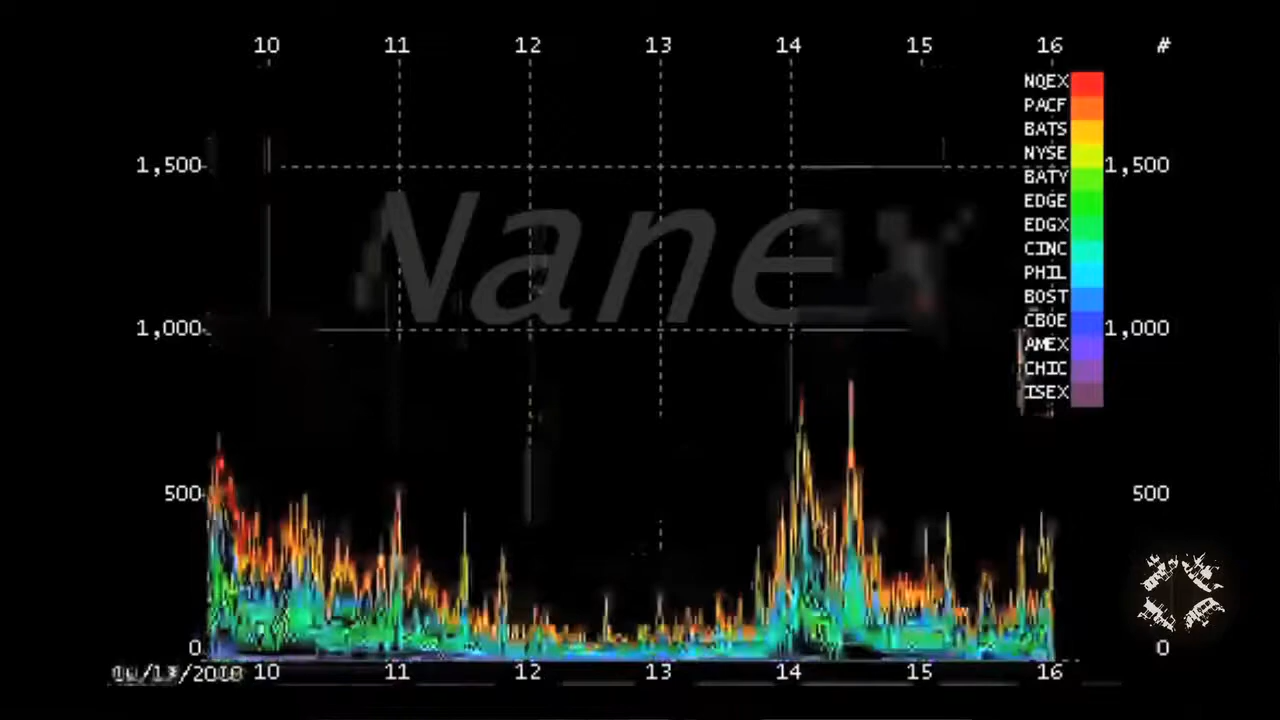 10 11 12 13 14 15 16 #
NQEX
PACF
BATS
NYSE
1,500 1,500
BATY
EDGE
EDGX
Nanex
CINC
PHIL
BOST
CBOE
1,000 1,000
AMEX
CHIC
ISEX
500 500
0 0
10 11 12 13 14 15 16